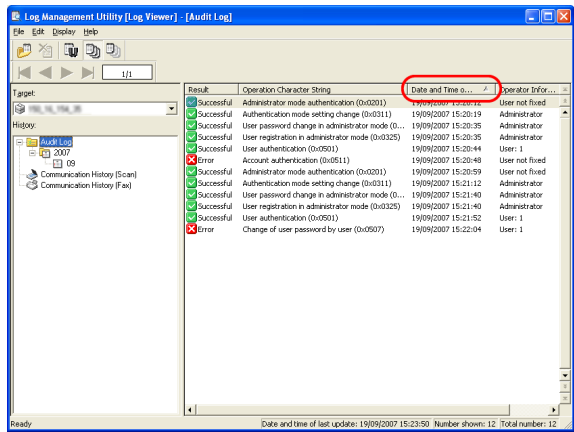 Log Management Utility [Log Viewer] - [Audit Log]
File Edit Display Help
1/1
Target:
History:
Audit Log
2007
09
Communication History (Scan)
Communication History (Fax)
Result Operation Character String Date and Time o... Operator Infor...
Successful Administrator mode authentication (0x0201) 19/09/2007 15:20:12 User not fixed
Successful Authentication mode setting change (0x0311) 19/09/2007 15:20:19 Administrator
Successful User password change in administrator mode (0... 19/09/2007 15:20:35 Administrator
Successful User registration in administrator mode (0x0325) 19/09/2007 15:20:35 Administrator
Successful User authentication (0x0501) 19/09/2007 15:20:44 User: 1
Error Account authentication (0x0511) 19/09/2007 15:20:48 User not fixed
Successful Administrator mode authentication (0x0201) 19/09/2007 15:20:59 User not fixed
Successful Authentication mode setting change (0x0311) 19/09/2007 15:21:12 Administrator
Successful User password change in administrator mode (0... 19/09/2007 15:21:40 Administrator
Successful User registration in administrator mode (0x0325) 19/09/2007 15:21:40 Administrator
Successful User authentication (0x0501) 19/09/2007 15:21:52 User: 1
Error Change of user password by user (0x0507) 19/09/2007 15:22:04 User: 1
Ready Date and time of last update: 19/09/2007 15:23:50 Number shown: 12 Total number: 12